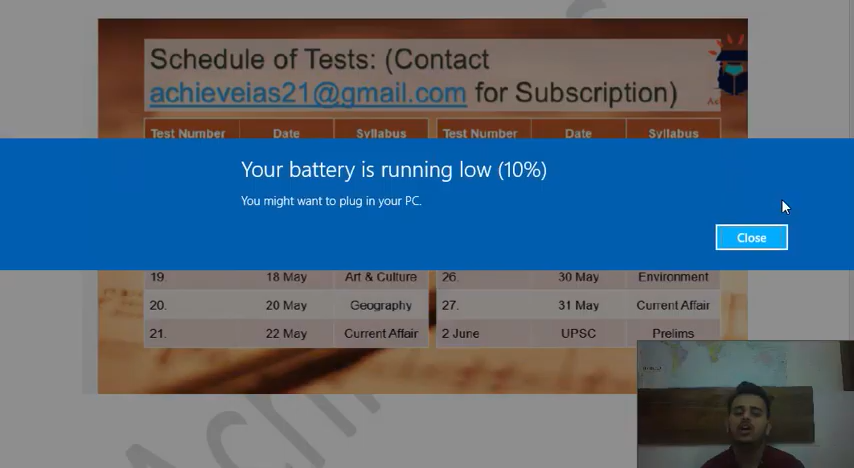 Schedule of Tests: (Contact
achieveias21@gmail.com for Subscription)
Test Number Date Syllabus Test Number Date Syllabus
Your battery is running low (10%)
You might want to plug in your PC.
Close
19. 18 May Art & Culture 26. 30 May Environment
20. 20 May Geography 27. 31 May Current Affair
21. 22 May Current Affair 2 June UPSC Prelims